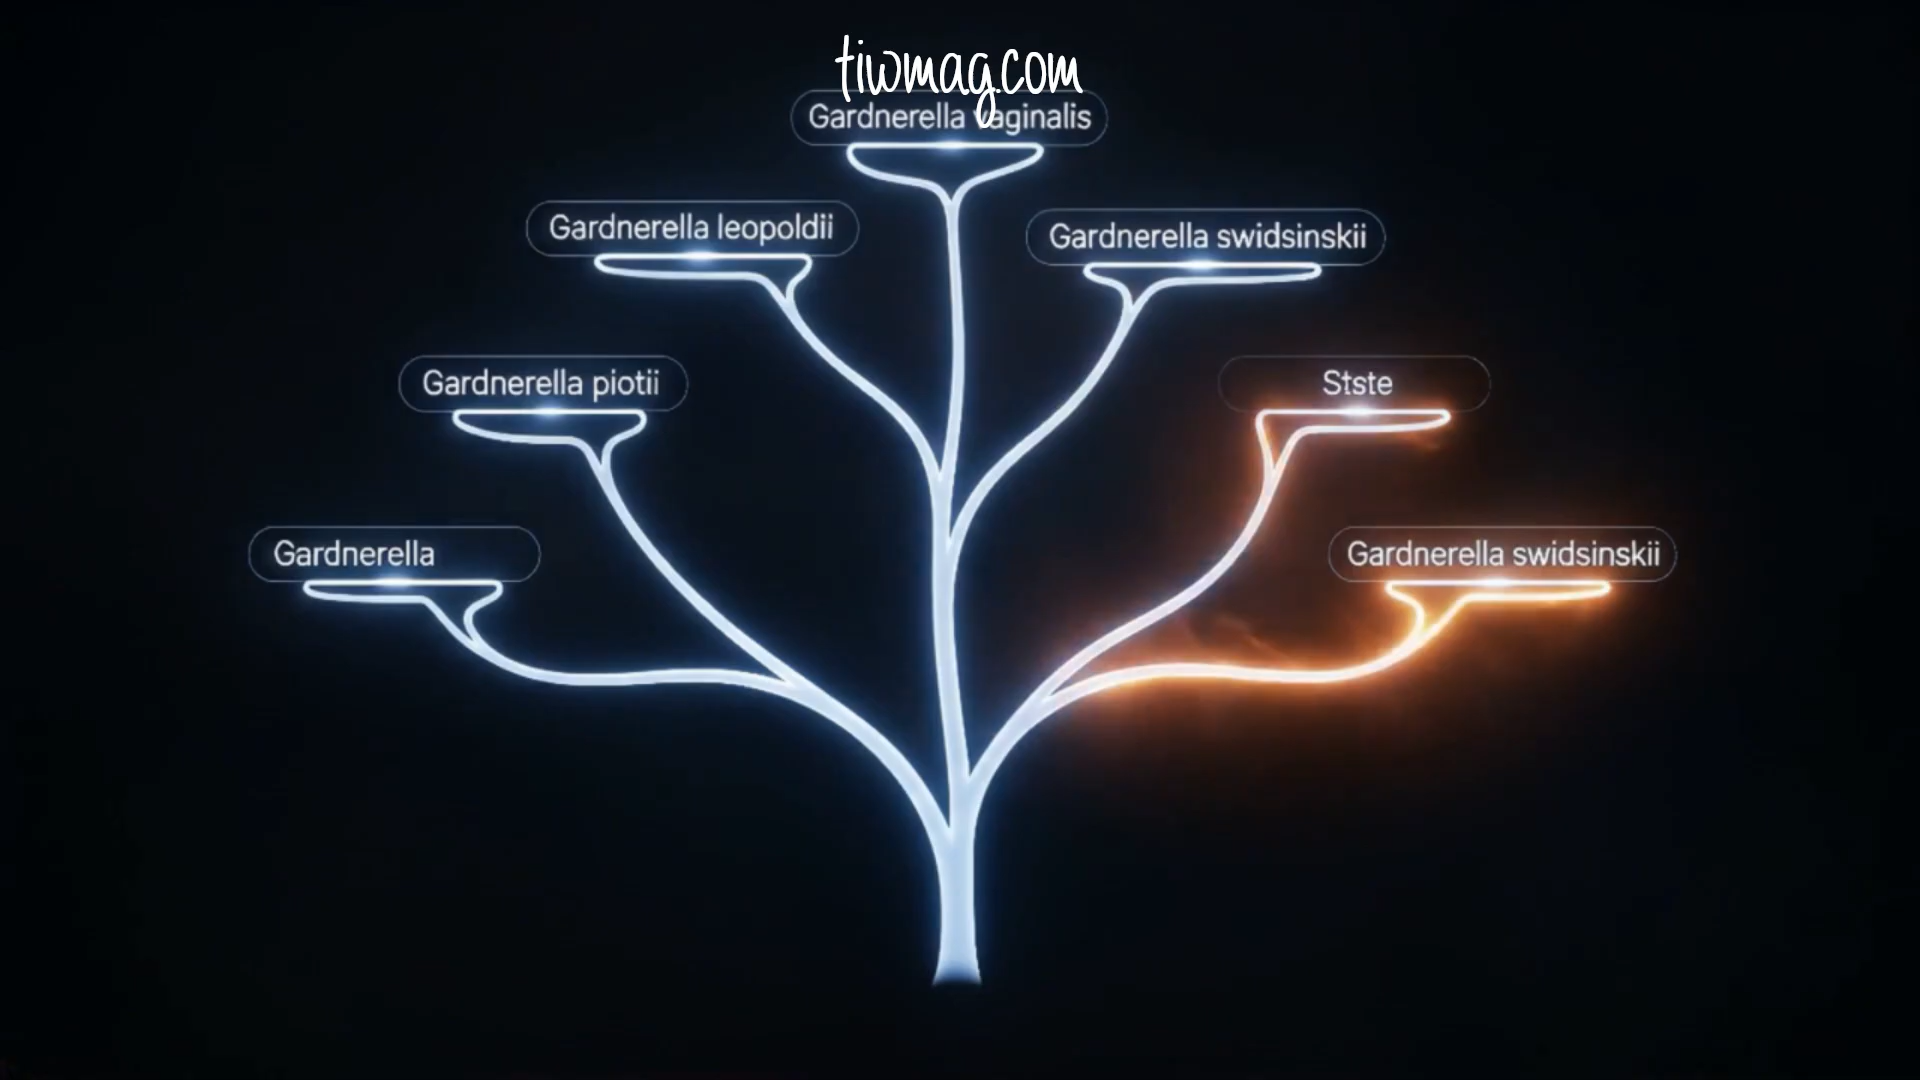 tiwmag.com
Gardnerella vaginalis
Gardnerella leopoldii
Gardnerella swidsinskii
Gardnerella piotii
Stste
Gardnerella
Gardnerella swidsinskii